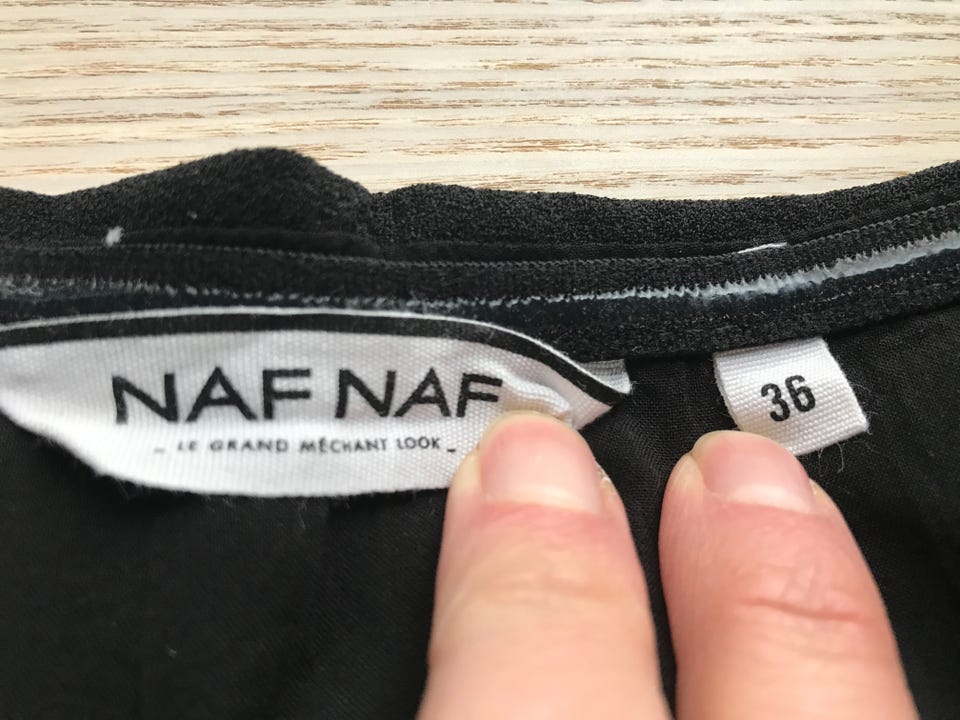 NAF NAF
_ LE GRAND MÉCHANT LOOK _
36